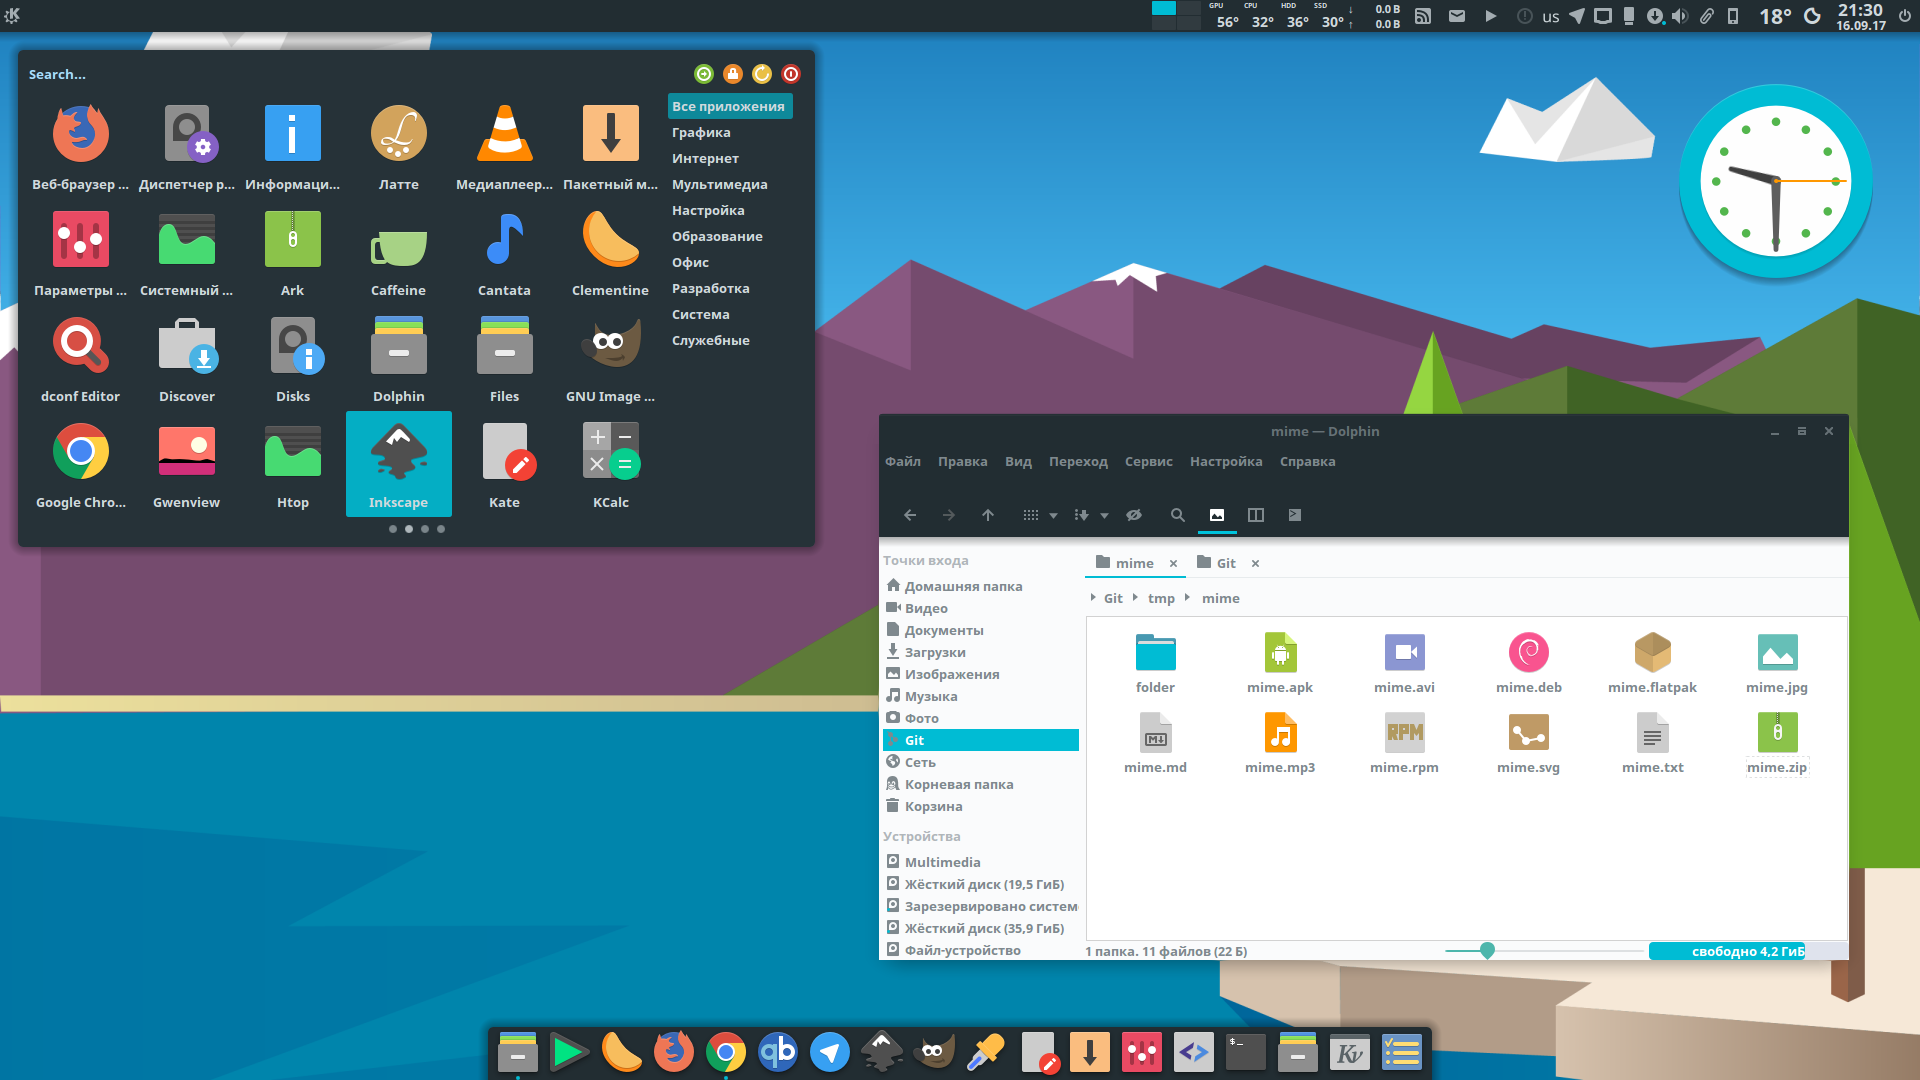 GPU CPU HDD SSD
56° 32° 36° 30°
↓ 0.0 B
↑ 0.0 B
us
18°
21:30
16.09.17
Search...
Веб-браузер ... Диспетчер р... Информаци... Латте Медиаплеер... Пакетный м...
Параметры ... Системный ... Ark Caffeine Cantata Clementine
dconf Editor Discover Disks Dolphin Files GNU Image ...
Google Chro... Gwenview Htop Inkscape Kate KCalc
Все приложения
Графика
Интернет
Мультимедиа
Настройка
Образование
Офис
Разработка
Система
Служебные
mime — Dolphin
Файл Правка Вид Переход Сервис Настройка Справка
Точки входа
Домашняя папка
Видео
Документы
Загрузки
Изображения
Музыка
Фото
Git
Сеть
Корневая папка
Корзина
Устройства
Multimedia
Жёсткий диск (19,5 ГиБ)
Зарезервировано систем
Жёсткий диск (35,9 ГиБ)
Файл-устройство
mime Git
Git tmp mime
folder mime.apk mime.avi mime.deb mime.flatpak mime.jpg
RPM
mime.md mime.mp3 mime.rpm mime.svg mime.txt mime.zip
1 папка. 11 файлов (22 Б)
свободно 4,2 ГиБ
qb
$_
Kv